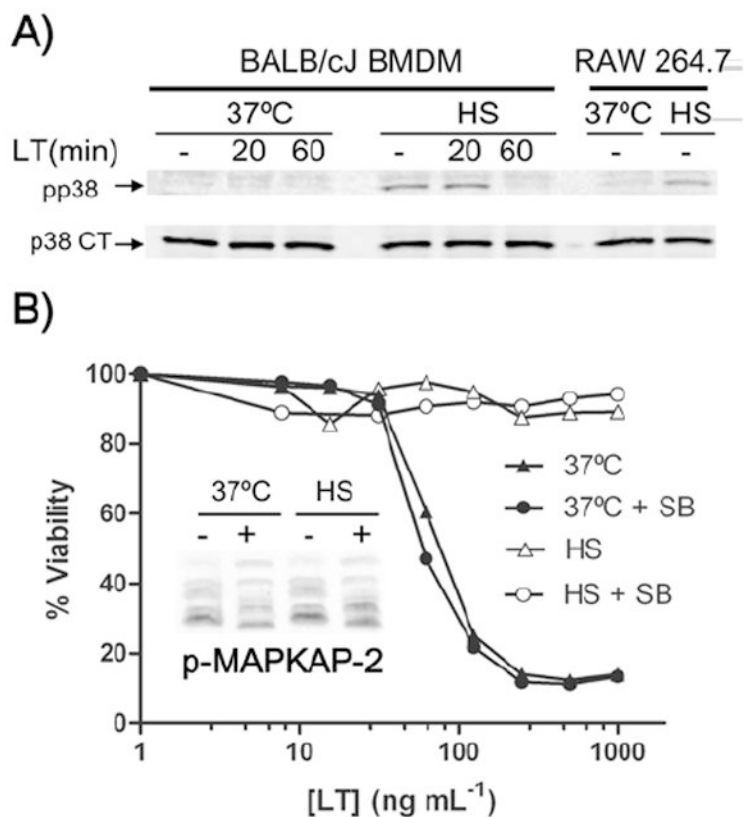 A)
BALB/cJ BMDM RAW 264.7
37ºC HS 37ºC HS
LT(min) - 20 60 - 20 60 - -
pp38
p38 CT
B)
100
80
60
40
20
0
% Viability
37ºC HS
- + - +
p-MAPKAP-2
37ºC
37ºC + SB
HS
HS + SB
1 10 100 1000
[LT] (ng mL⁻¹)